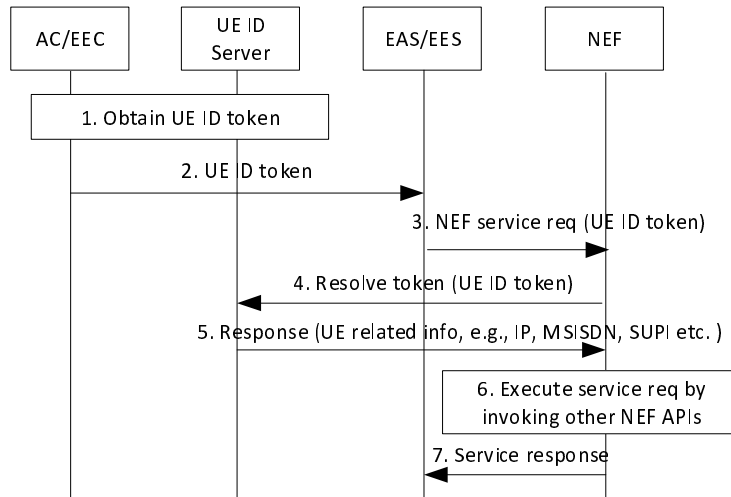 AC/EEC
UE ID
Server
EAS/EES
NEF
1. Obtain UE ID token
2. UE ID token
3. NEF service req (UE ID token)
4. Resolve token (UE ID token)
5. Response (UE related info, e.g., IP, MSISDN, SUPI etc. )
6. Execute service req by
invoking other NEF APIs
7. Service response